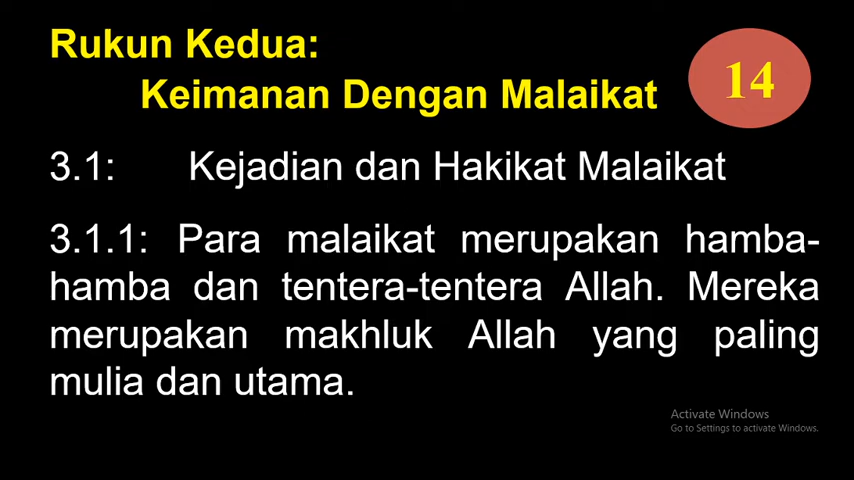 Rukun Kedua:
Keimanan Dengan Malaikat
14
3.1: Kejadian dan Hakikat Malaikat
3.1.1: Para malaikat merupakan hamba-
hamba dan tentera-tentera Allah. Mereka
merupakan makhluk Allah yang paling
mulia dan utama.
Activate Windows
Go to Settings to activate Windows.